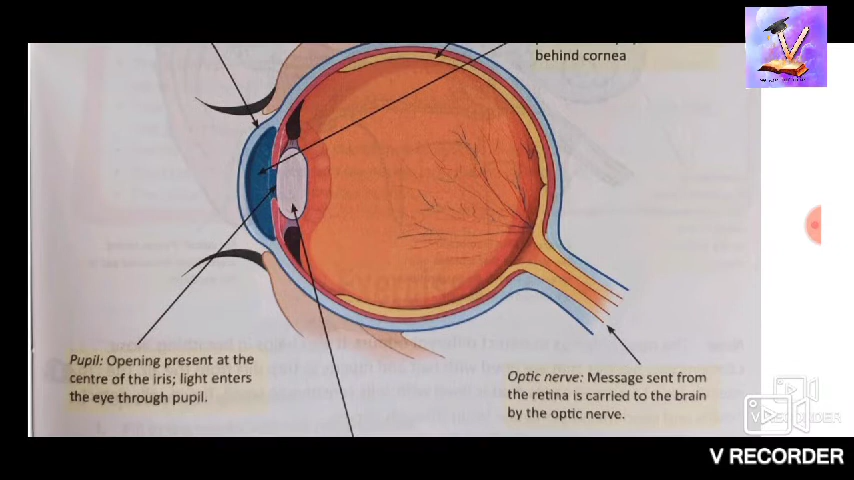 behind cornea
Pupil: Opening present at the
centre of the iris; light enters
the eye through pupil.
Optic nerve: Message sent from
the retina is carried to the brain
by the optic nerve.
V RECORDER
V RECORDER